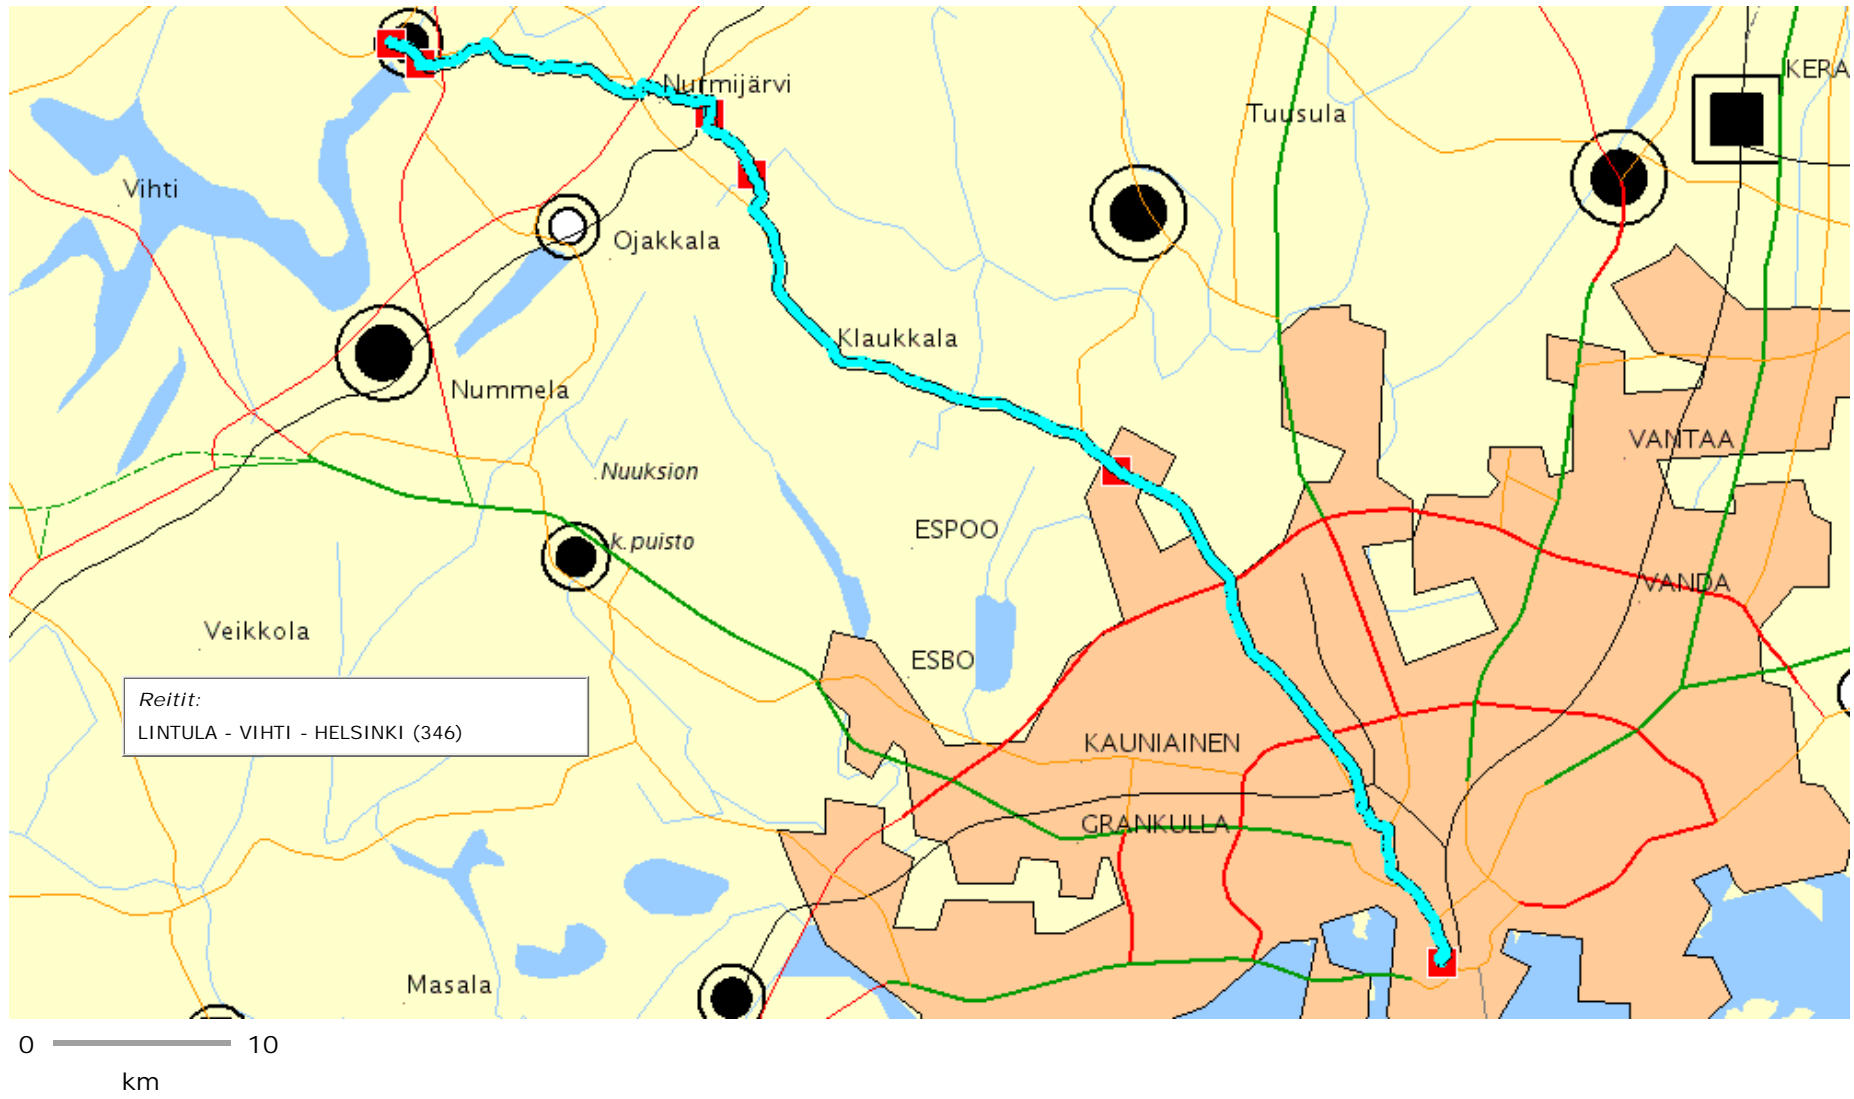 KERA
Nurmijärvi
Tuusula
Vihti
Ojakkala
Klaukkala
Nummela
VANTAA
Nuuksion
ESPOO
k.puisto
VANDA
Veikkola
ESBO
Reitit:
LINTULA - VIHTI - HELSINKI (346)
KAUNIAINEN
GRANKULLA
Masala
0 10
km